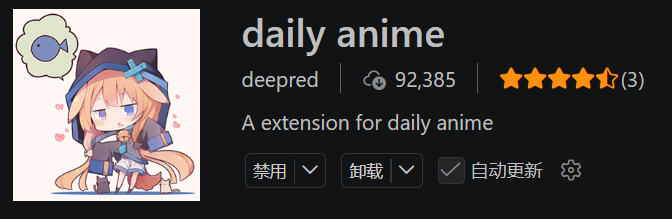 daily anime
deepred 92,385 (3)
A extension for daily anime
禁用 卸载 自动更新